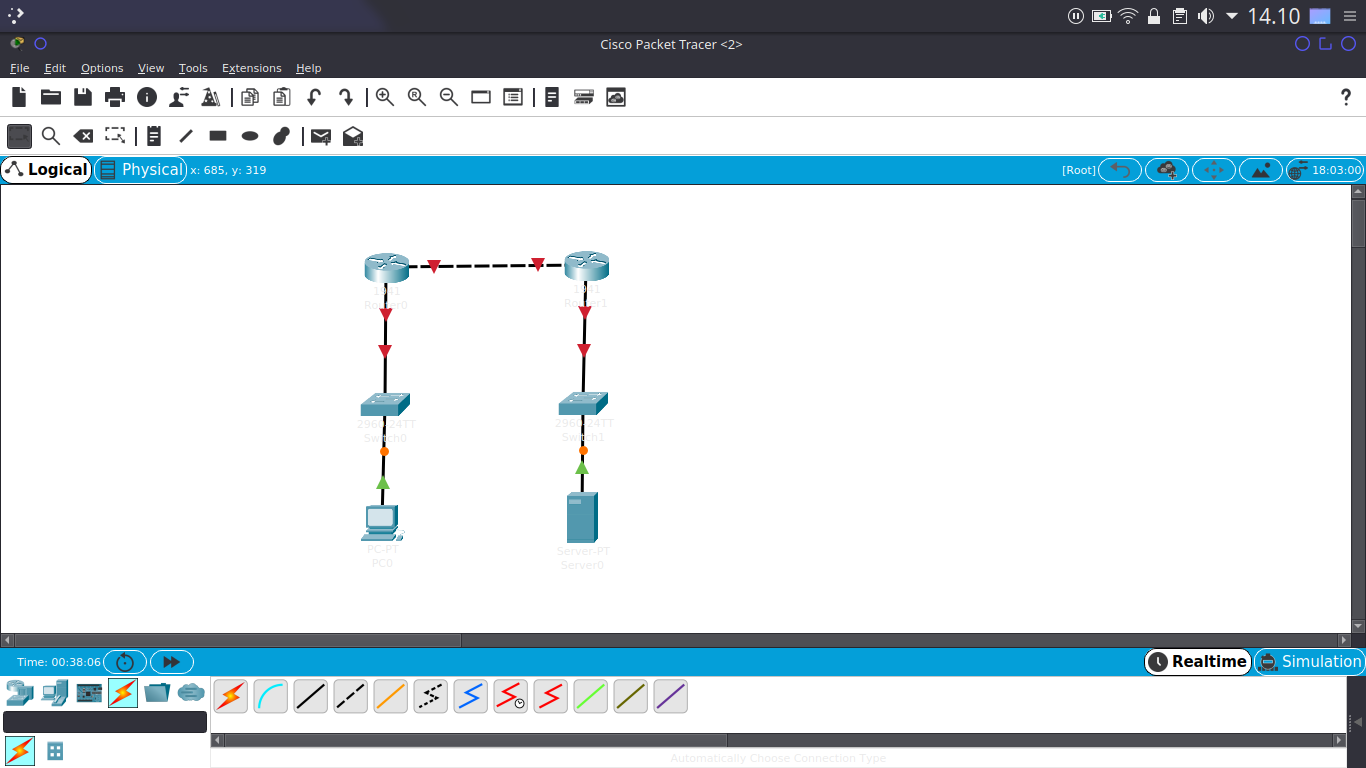 14.10
Cisco Packet Tracer <2>
File Edit Options View Tools Extensions Help
Logical Physical x: 685, y: 319 [Root] 18:03:00
1941
Router0
1941
Router1
2960-24TT
Switch0
2960-24TT
Switch1
PC-PT
PC0
Server-PT
Server0
Time: 00:38:06 Realtime Simulation
Automatically Choose Connection Type